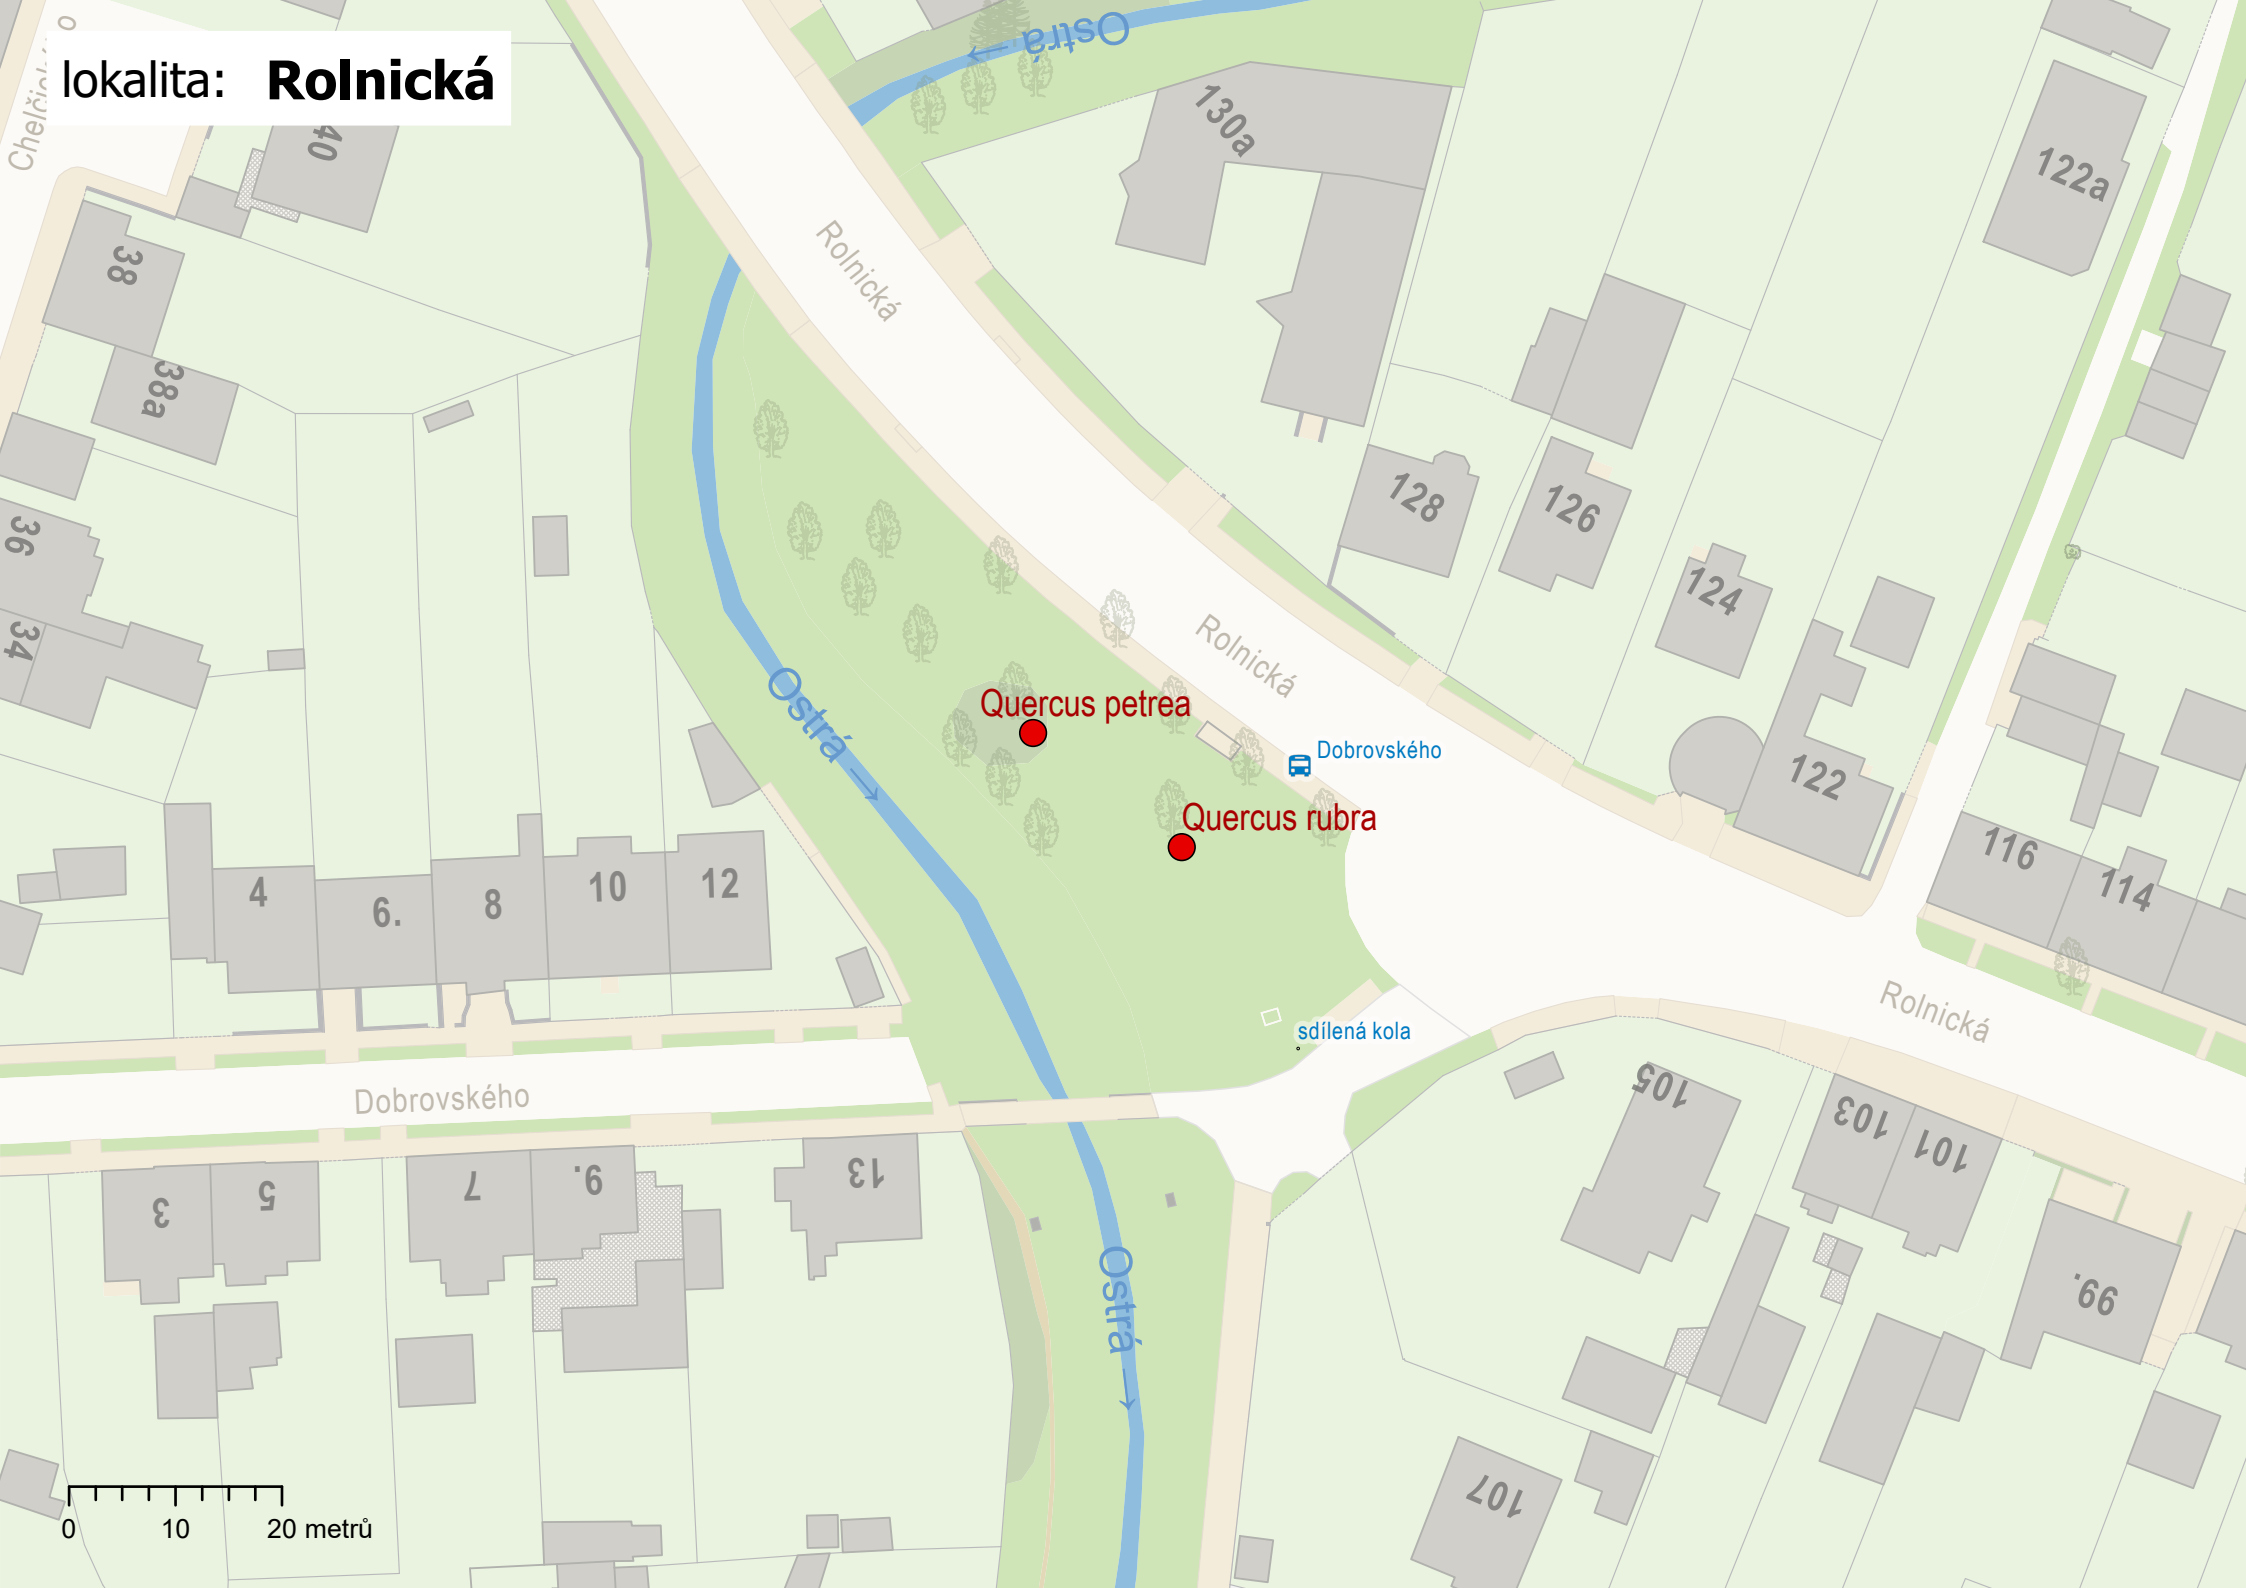 lokalita: Rolnická
Ostrá
40
130a
122a
Rolnická
38
38a
36
34
128
126
124
122
Rolnická
Ostrá
Quercus petrea
Dobrovského
Quercus rubra
116
114
4
6.
8
10
12
Rolnická
sdílená kola
Dobrovského
3
5
7
9.
13
105
103
101
99.
Ostrá
107
0 10 20 metrů